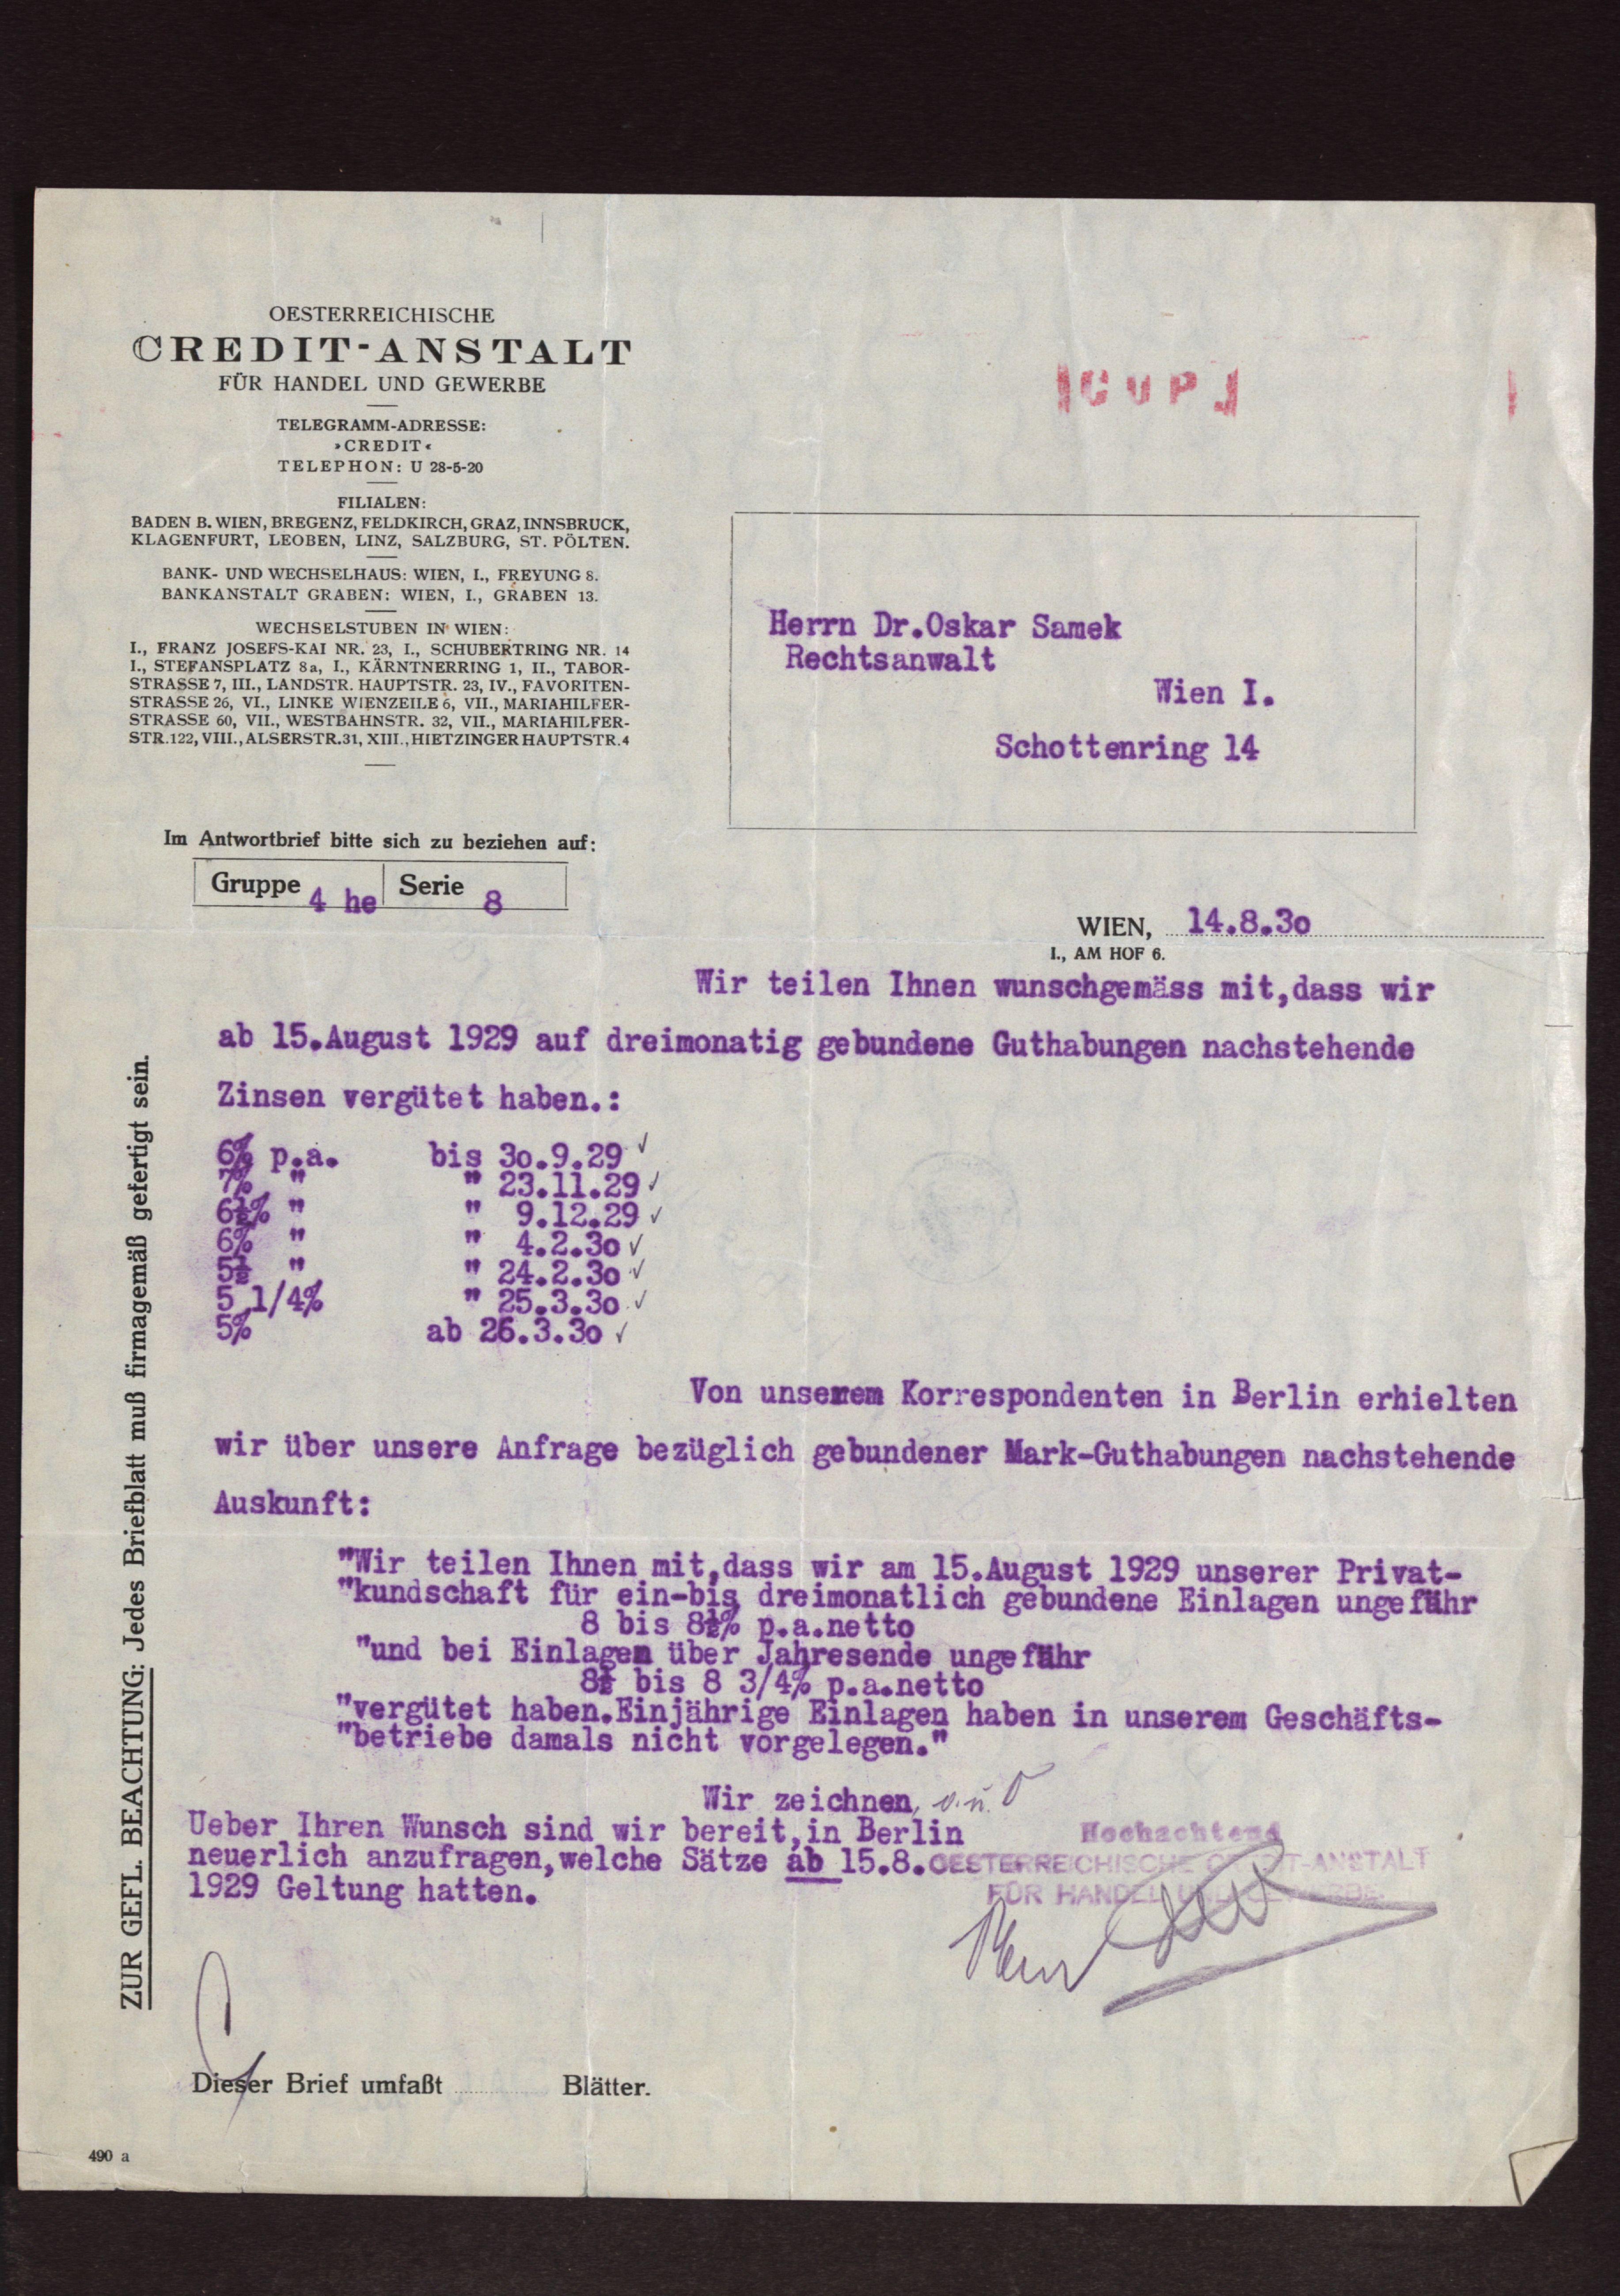 OESTERREICHISCHE
CREDIT-ANSTALT
FÜR HANDEL UND GEWERBE
TELEGRAMM-ADRESSE:
»CREDIT«
TELEPHON: U 28-5-20
FILIALEN:
BADEN B. WIEN, BREGENZ, FELDKIRCH, GRAZ, INNSBRUCK,
KLAGENFURT, LEOBEN, LINZ, SALZBURG, ST. PÖLTEN.
BANK- UND WECHSELHAUS: WIEN, I., FREYUNG 8.
BANKANSTALT GRABEN: WIEN, I., GRABEN 13.
WECHSELSTUBEN IN WIEN:
I., FRANZ JOSEFS-KAI NR. 23, I., SCHUBERTRING NR. 14
I., STEFANSPLATZ 8a, I., KÄRNTNERRING 1, II., TABOR-
STRASSE 7, III., LANDSTR. HAUPTSTR. 23, IV., FAVORITEN-
STRASSE 26, VI., LINKE WIENZEILE 6, VII., MARIAHILFER-
STRASSE 60, VII., WESTBAHNSTR. 32, VII., MARIAHILFER-
STR. 122, VIII., ALSERSTR. 31, XIII., HIETZINGER HAUPTSTR. 4
Herrn Dr.Oskar Samek
Rechtsanwalt
Wien I.
Schottenring 14
Im Antwortbrief bitte sich zu beziehen auf:
Gruppe 4 he Serie 8
WIEN, 14.8.3o
I., AM HOF 6.
Wir teilen Ihnen wunschgemäss mit,dass wir
ab 15.August 1929 auf dreimonatig gebundene Guthabungen nachstehende
Zinsen vergütet haben.:
6% p.a. bis 3o.9.29 ✓
7% " " 23.11.29 ✓
6½% " " 9.12.29 ✓
6% " " 4.2.3o ✓
5½ " " 24.2.3o ✓
5 1/4% " 25.3.3o ✓
5% ab 26.3.3o ✓
Von unserem Korrespondenten in Berlin erhielten
wir über unsere Anfrage bezüglich gebundener Mark-Guthabungen nachstehende
Auskunft:
"Wir teilen Ihnen mit,dass wir am 15.August 1929 unserer Privat-
"kundschaft für ein-bis dreimonatlich gebundene Einlagen ungefähr
8 bis 8½% p.a.netto
"und bei Einlagen über Jahresende ungefähr
8½ bis 8 3/4% p.a.netto
"vergütet haben.Einjährige Einlagen haben in unserem Geschäfts-
"betriebe damals nicht vorgelegen."
Wir zeichnen,
Hochachtend
Ueber Ihren Wunsch sind wir bereit,in Berlin
neuerlich anzufragen,welche Sätze ab 15.8.
1929 Geltung hatten.
OESTERREICHISCHE CREDIT-ANSTALT
FÜR HANDEL UND GEWERBE
ZUR GEFL. BEACHTUNG: Jedes Briefblatt muß firmagemäß gefertigt sein.
Dieser Brief umfaßt Blätter.
490 a